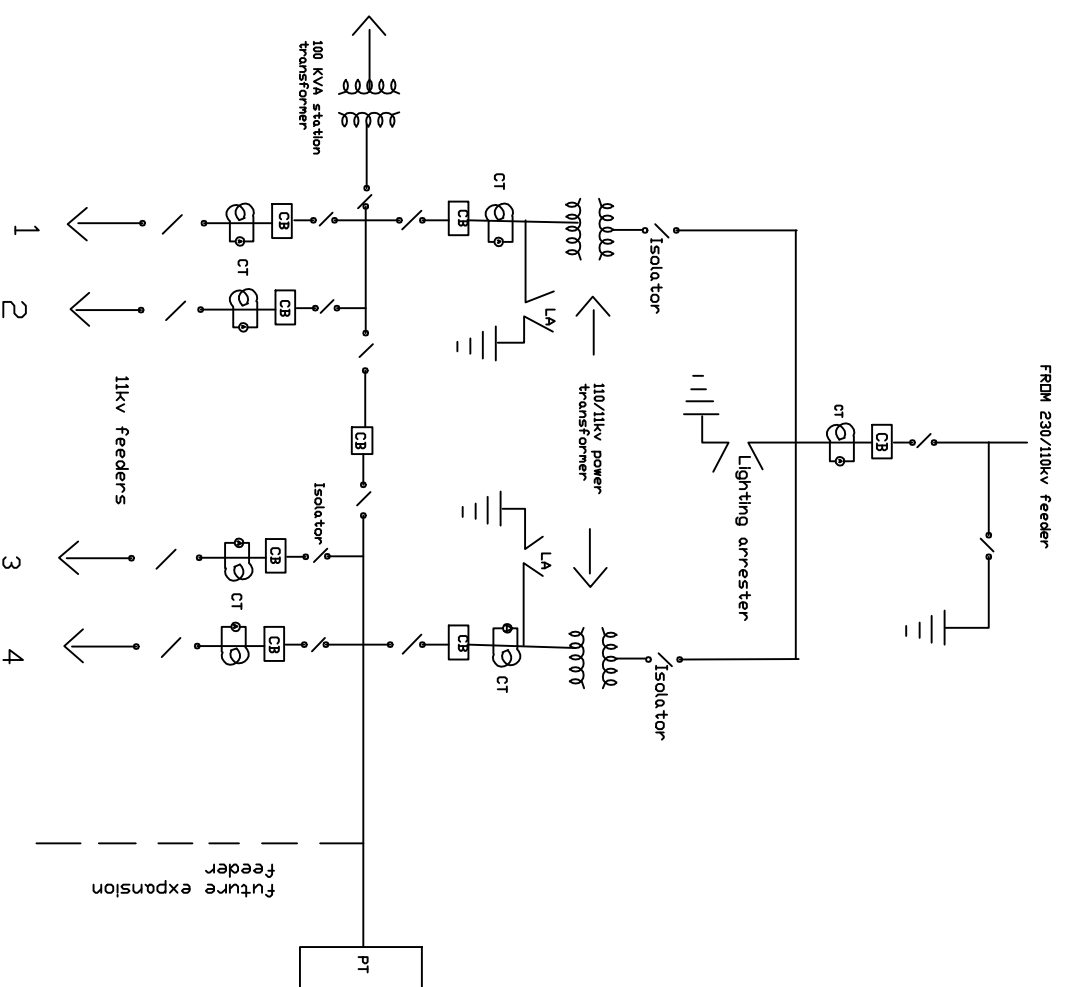 FROM 230/110kv feeder
CB
CT
Lighting arrester
Isolator
Isolator
110/11kv power
transformer
LA
LA
CT
CT
CB
CB
100 KVA station
transformer
CB
Isolator
PT
CB
CB
CB
CB
CT
CT
future expansion
feeder
11kv feeders
1
2
3
4